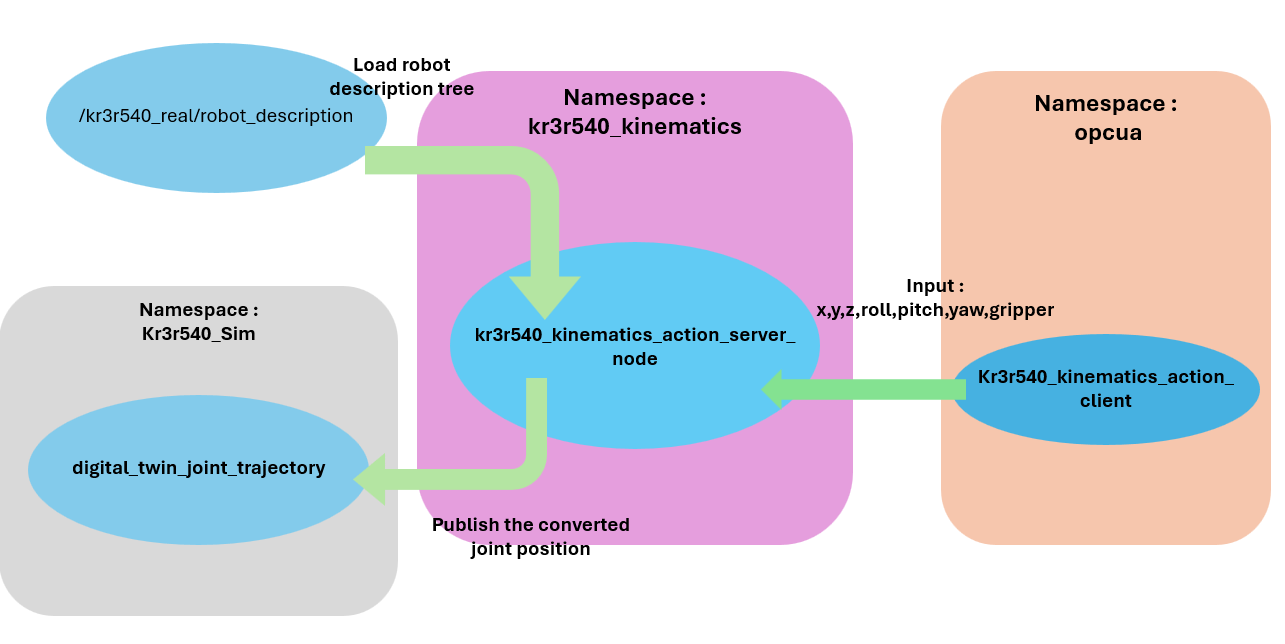 Load robot
description tree
/kr3r540_real/robot_description
Namespace :
kr3r540_kinematics
Namespace :
opcua
Namespace :
Kr3r540_Sim
kr3r540_kinematics_action_server_
node
Input :
x,y,z,roll,pitch,yaw,gripper
Kr3r540_kinematics_action_
client
digital_twin_joint_trajectory
Publish the converted
joint position